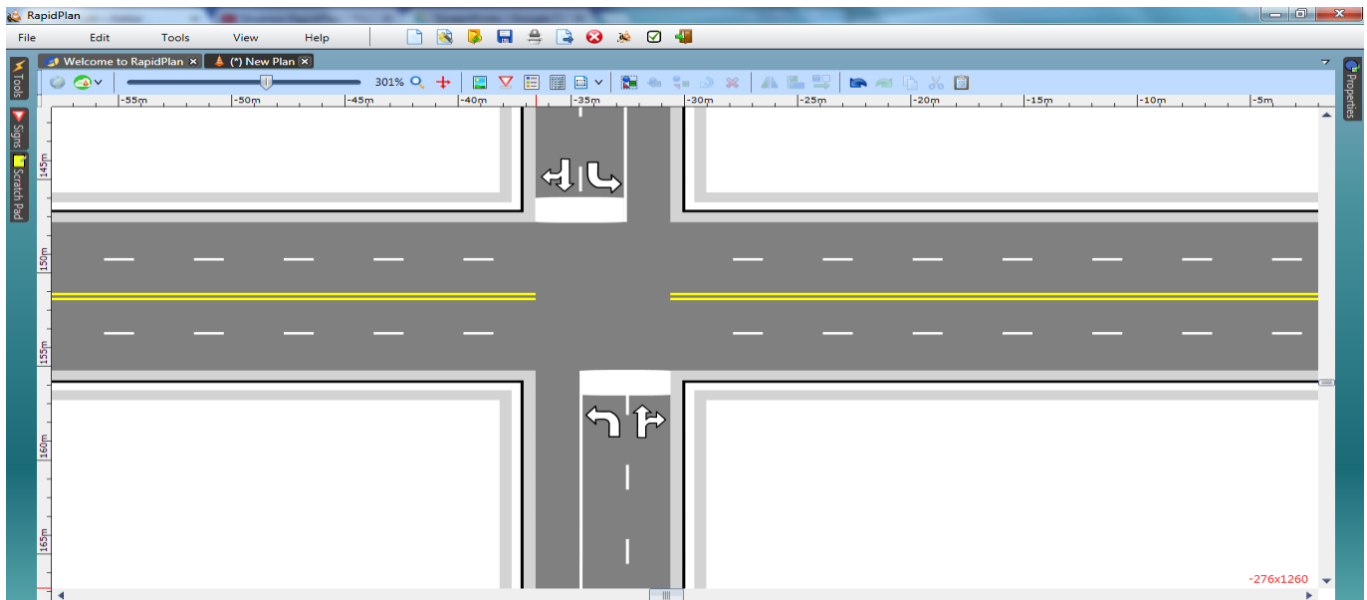 RapidPlan
File Edit Tools View Help
Welcome to RapidPlan × (*) New Plan ×
301%
-55m -50m -45m -40m -35m -30m -25m -20m -15m -10m -5m
Tools
Signs
Scratch Pad
Properties
145m
150m
155m
160m
165m
-276x1260